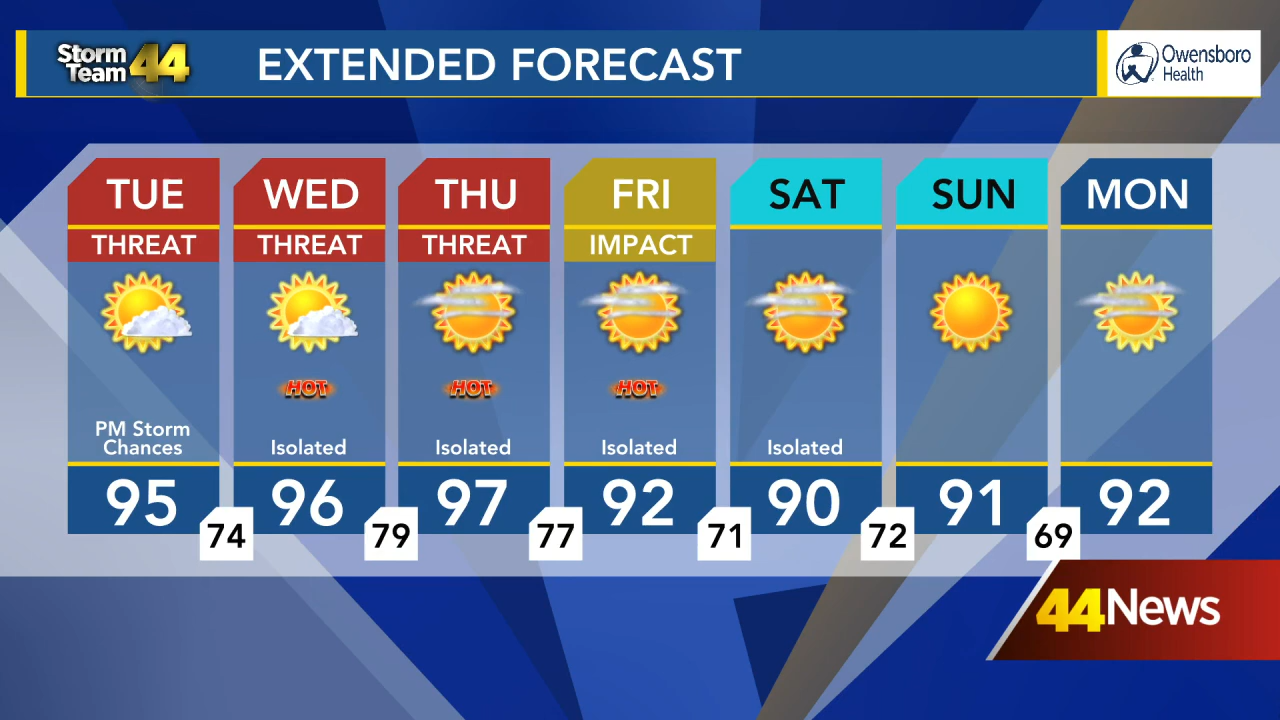 Storm
Team 44
EXTENDED FORECAST
Owensboro
Health
TUE
WED
THU
FRI
SAT
SUN
MON
THREAT
THREAT
THREAT
IMPACT
HOT
HOT
HOT
PM Storm
Chances
Isolated
Isolated
Isolated
Isolated
95
96
97
92
90
91
92
74
79
77
71
72
69
44News